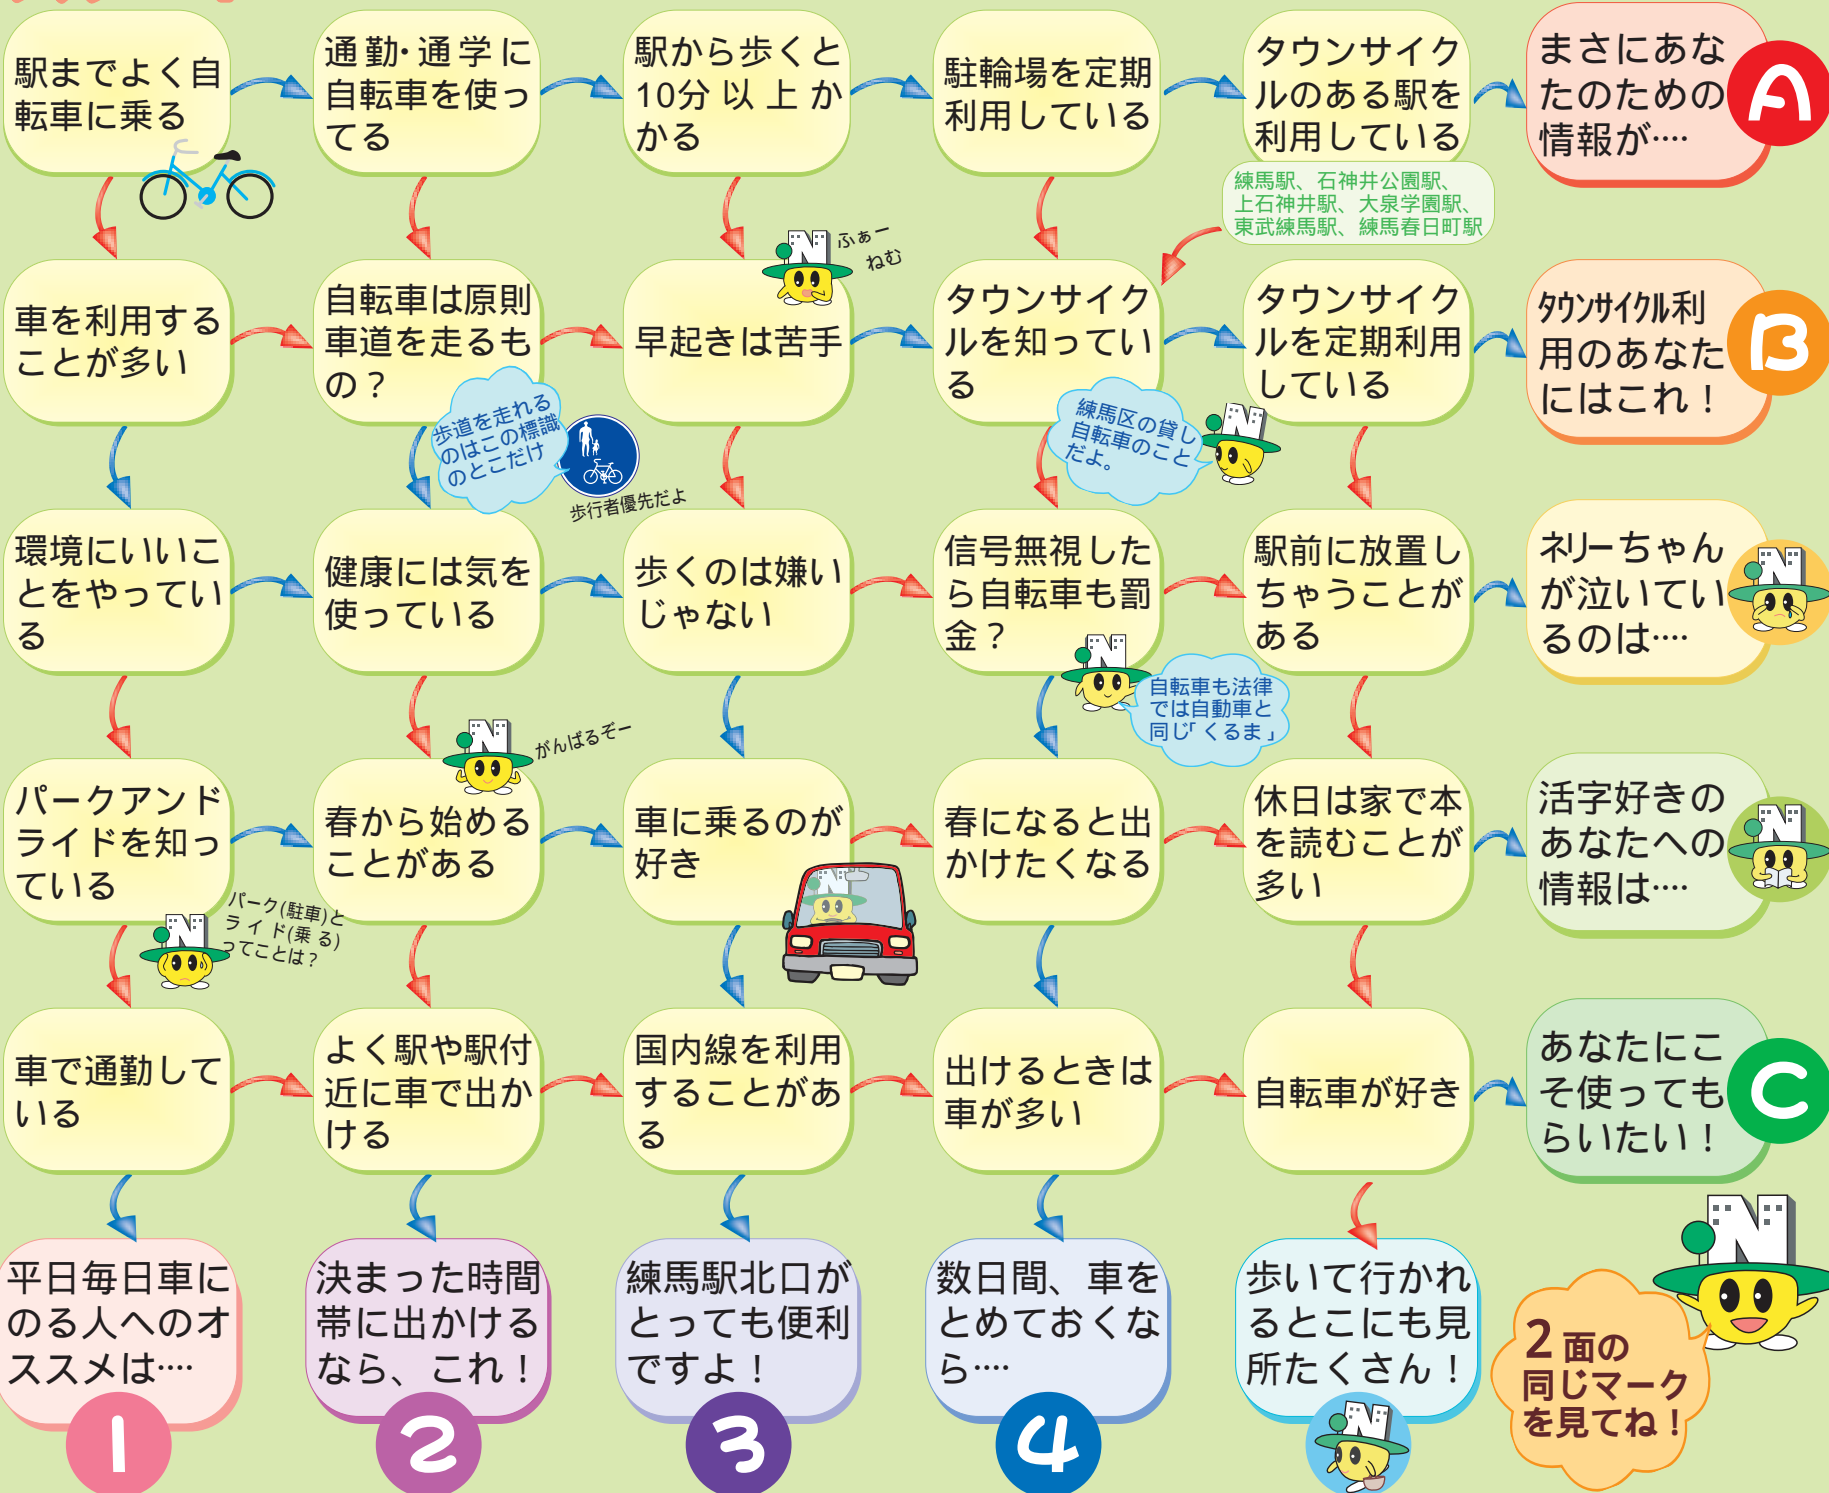 駅までよく自
転車に乗る
通勤・通学に
自転車を使っ
てる
駅から歩くと
10分以上か
かる
駐輪場を定期
利用している
タウンサイク
ルのある駅を
利用している
練馬駅、石神井公園駅、
上石神井駅、大泉学園駅、
東武練馬駅、練馬春日町駅
まさにあな
たのための
情報が‥‥
A
車を利用する
ことが多い
自転車は原則
車道を走るも
の？
歩道を走れる
のはこの標識
のとこだけ
歩行者優先だよ
ふぁー
ねむ
早起きは苦手
タウンサイク
ルを知ってい
る
練馬区の貸し
自転車のこと
だよ。
タウンサイク
ルを定期利用
している
タウンサイクル利
用のあなた
にはこれ！
B
環境にいいこ
とをやってい
る
健康には気を
使っている
歩くのは嫌い
じゃない
信号無視した
ら自転車も罰
金？
自転車も法律
では自動車と
同じ「くるま」
駅前に放置し
ちゃうことが
ある
ネリーちゃん
が泣いてい
るのは‥‥
パークアンド
ライドを知っ
ている
パーク(駐車)と
ライド(乗る)
ってことは？
がんばるぞー
春から始める
ことがある
車に乗るのが
好き
春になると出
かけたくなる
休日は家で本
を読むことが
多い
活字好きの
あなたへの
情報は‥‥
車で通勤して
いる
よく駅や駅付
近に車で出か
ける
国内線を利用
することがあ
る
出けるときは
車が多い
自転車が好き
あなたにこ
そ使っても
らいたい！
C
平日毎日車に
のる人へのオ
ススメは‥‥
1
決まった時間
帯に出かける
なら、これ！
2
練馬駅北口が
とっても便利
ですよ！
3
数日間、車を
とめておくな
ら‥‥
4
歩いて行かれ
るとこにも見
所たくさん！
2面の
同じマーク
を見てね！